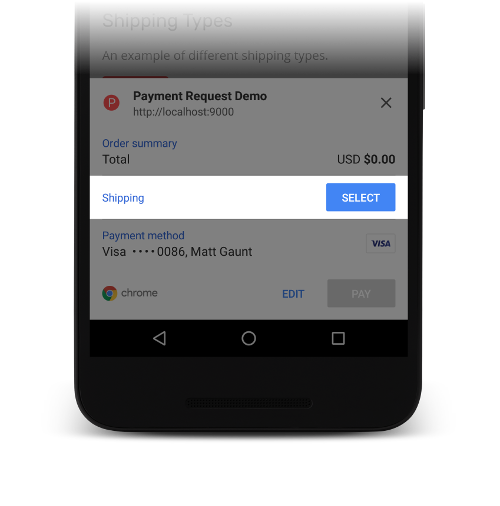 Shipping Types
An example of different shipping types.
P
Payment Request Demo
http://localhost:9000
Order summary
Total USD $0.00
Shipping SELECT
Payment method
VISA
Visa ••••0086, Matt Gaunt
chrome EDIT PAY